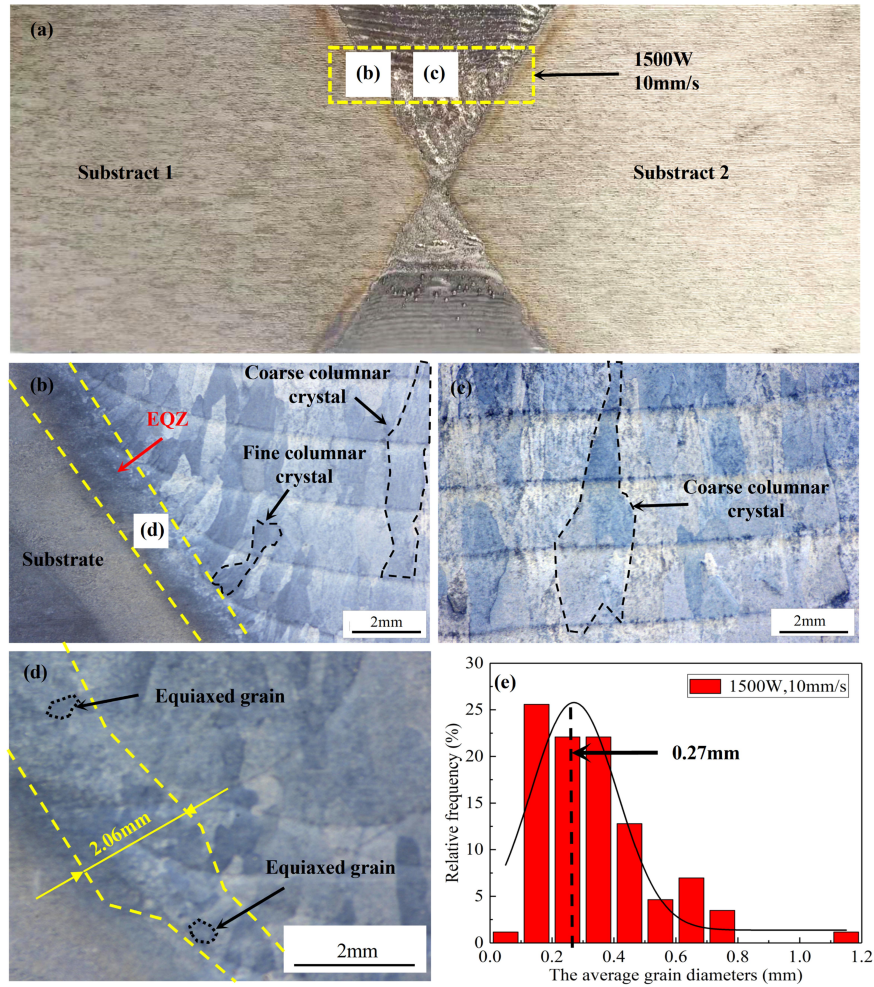 (a)
(b)
(c)
1500W
10mm/s
Substract 1
Substract 2
(b)
Coarse columnar
crystal
EQZ
Fine columnar
crystal
(d)
Substrate
2mm
(c)
Coarse columnar
crystal
2mm
(d)
Equiaxed grain
2.06mm
Equiaxed grain
2mm
(e)
1500W,10mm/s
0.27mm
Relative frequency (%)
30
25
20
15
10
5
0
0.0 0.2 0.4 0.6 0.8 1.0 1.2
The average grain diameters (mm)